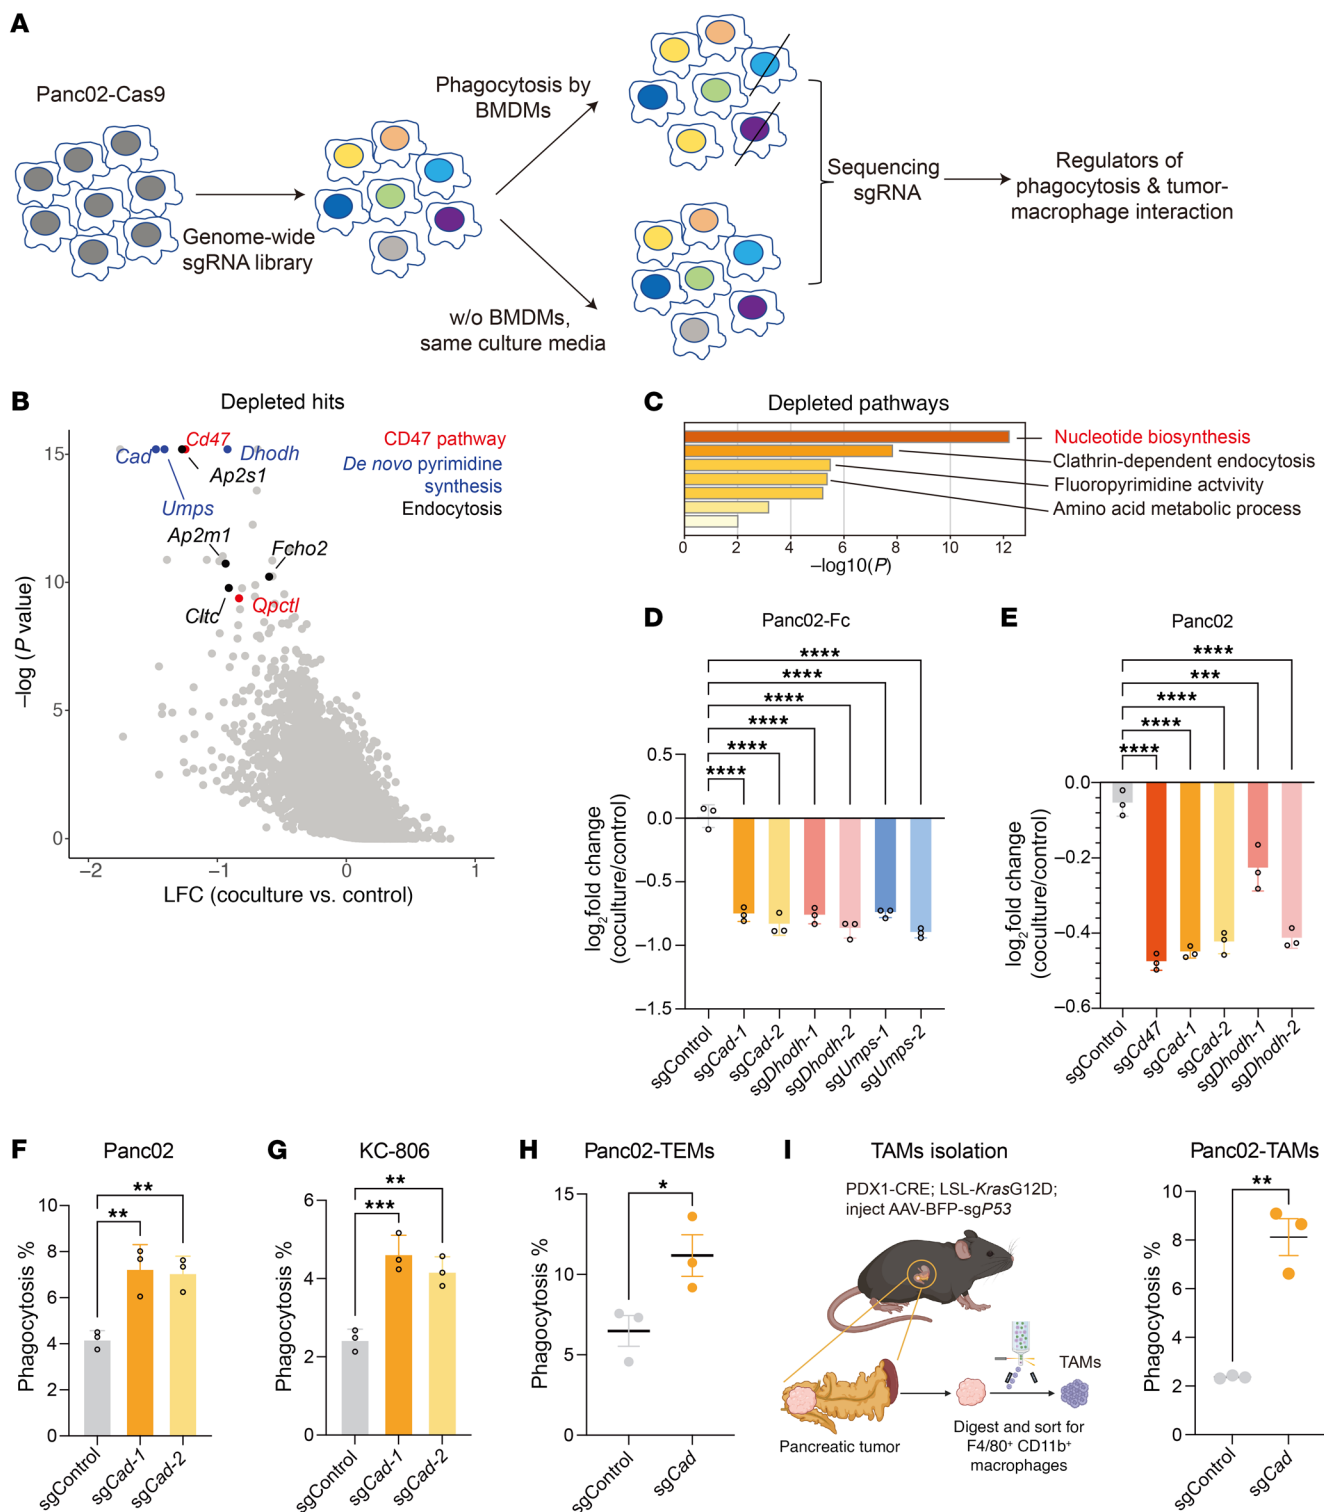 A
Panc02-Cas9
Genome-wide
sgRNA library
Phagocytosis by
BMDMs
w/o BMDMs,
same culture media
Sequencing
sgRNA
Regulators of
phagocytosis & tumor-
macrophage interaction
B
Depleted hits
CD47 pathway
De novo pyrimidine
synthesis
Endocytosis
Cad
Cd47
Dhodh
Ap2s1
Umps
Ap2m1
Fcho2
Cltc
Qpctl
–log (P value)
15
10
5
0
–2
–1
0
1
LFC (coculture vs. control)
C
Depleted pathways
Nucleotide biosynthesis
Clathrin-dependent endocytosis
Fluoropyrimidine actvivity
Amino acid metabolic process
0 2 4 6 8 10 12
–log10(P)
D
Panc02-Fc
****
****
****
****
****
****
log2fold change
(coculture/control)
0.5
0.0
–0.5
–1.0
–1.5
sgControl
sgCad-1
sgCad-2
sgDhodh-1
sgDhodh-2
sgUmps-1
sgUmps-2
E
Panc02
****
***
****
****
****
log2fold change
(coculture/control)
0.0
–0.2
–0.4
–0.6
sgControl
sgCd47
sgCad-1
sgCad-2
sgDhodh-1
sgDhodh-2
F
Panc02
**
**
Phagocytosis %
10
8
6
4
2
0
sgControl
sgCad-1
sgCad-2
G
KC-806
**
***
Phagocytosis %
6
4
2
0
sgControl
sgCad-1
sgCad-2
H
Panc02-TEMs
*
Phagocytosis %
15
10
5
0
sgControl
sgCad
I
TAMs isolation
PDX1-CRE; LSL-KrasG12D;
inject AAV-BFP-sgP53
TAMs
Pancreatic tumor
Digest and sort for
F4/80+ CD11b+
macrophages
Panc02-TAMs
**
Phagocytosis %
10
8
6
4
2
0
sgControl
sgCad